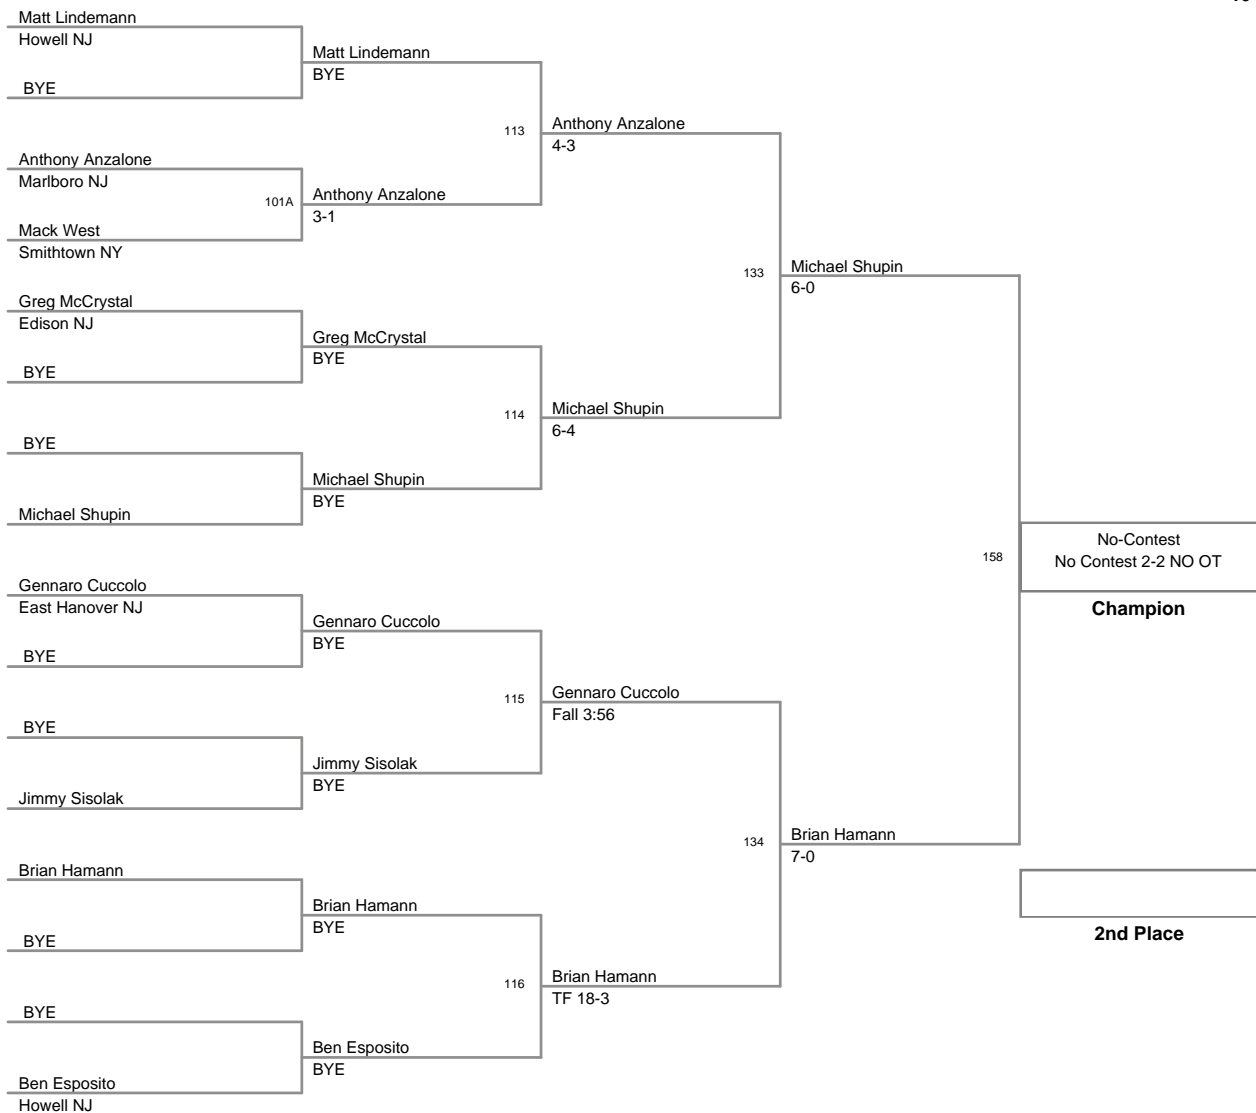 Matt Lindemann
Howell NJ
BYE
Anthony Anzalone
Marlboro NJ
Mack West
Smithtown NY
Greg McCrystal
Edison NJ
BYE
BYE
Michael Shupin
Gennaro Cuccolo
East Hanover NJ
BYE
BYE
Jimmy Sisolak
Brian Hamann
BYE
BYE
Ben Esposito
Howell NJ
Matt Lindemann
BYE
101A
Anthony Anzalone
3-1
Greg McCrystal
BYE
Michael Shupin
BYE
Gennaro Cuccolo
BYE
Jimmy Sisolak
BYE
Brian Hamann
BYE
Ben Esposito
BYE
113
Anthony Anzalone
4-3
114
Michael Shupin
6-4
115
Gennaro Cuccolo
Fall 3:56
116
Brian Hamann
TF 18-3
133
Michael Shupin
6-0
134
Brian Hamann
7-0
158
No-Contest
No Contest 2-2 NO OT
Champion
2nd Place